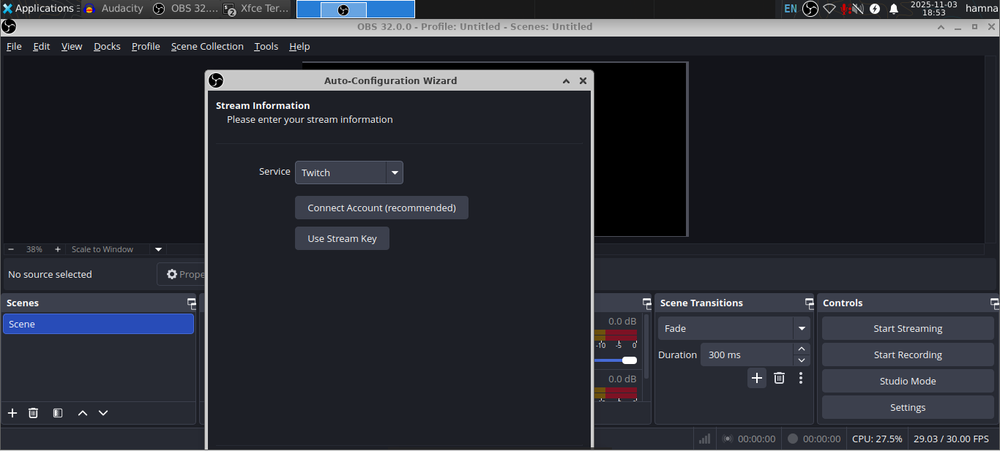 Applications Audacity OBS 32.... Xfce Ter... EN 2025-11-03 hamna
18:53
OBS 32.0.0 - Profile: Untitled - Scenes: Untitled
File Edit View Docks Profile Scene Collection Tools Help
Auto-Configuration Wizard
Stream Information
Please enter your stream information
Service Twitch
Connect Account (recommended)
Use Stream Key
38% Scale to Window
No source selected Prope
Scenes Scene Transitions Controls
Scene 0.0 dB Fade Start Streaming
-10 -5 0
Duration 300 ms Start Recording
0.0 dB Studio Mode
Settings
00:00:00 00:00:00 CPU: 27.5% 29.03 / 30.00 FPS